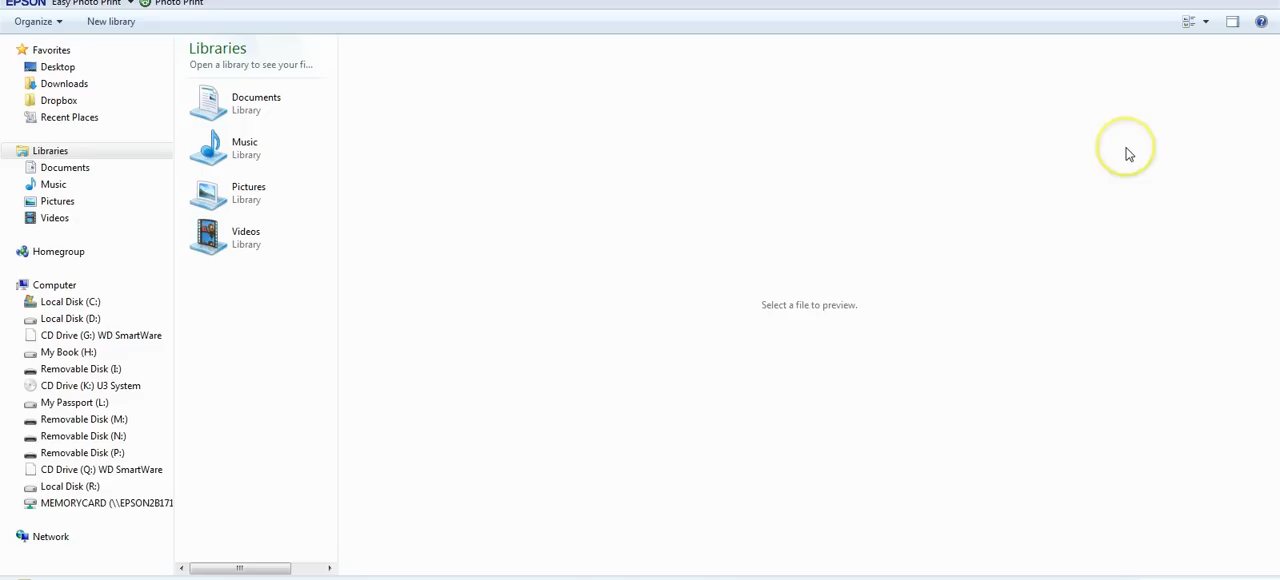 EPSON Easy Photo Print Photo Print
Organize New library
Favorites
Desktop
Downloads
Dropbox
Recent Places
Libraries
Documents
Music
Pictures
Videos
Homegroup
Computer
Local Disk (C:)
Local Disk (D:)
CD Drive (G:) WD SmartWare
My Book (H:)
Removable Disk (I:)
CD Drive (K:) U3 System
My Passport (L:)
Removable Disk (M:)
Removable Disk (N:)
Removable Disk (P:)
CD Drive (Q:) WD SmartWare
Local Disk (R:)
MEMORYCARD (\\EPSON2B171
Network
Libraries
Open a library to see your fi...
Documents
Library
Music
Library
Pictures
Library
Videos
Library
Select a file to preview.